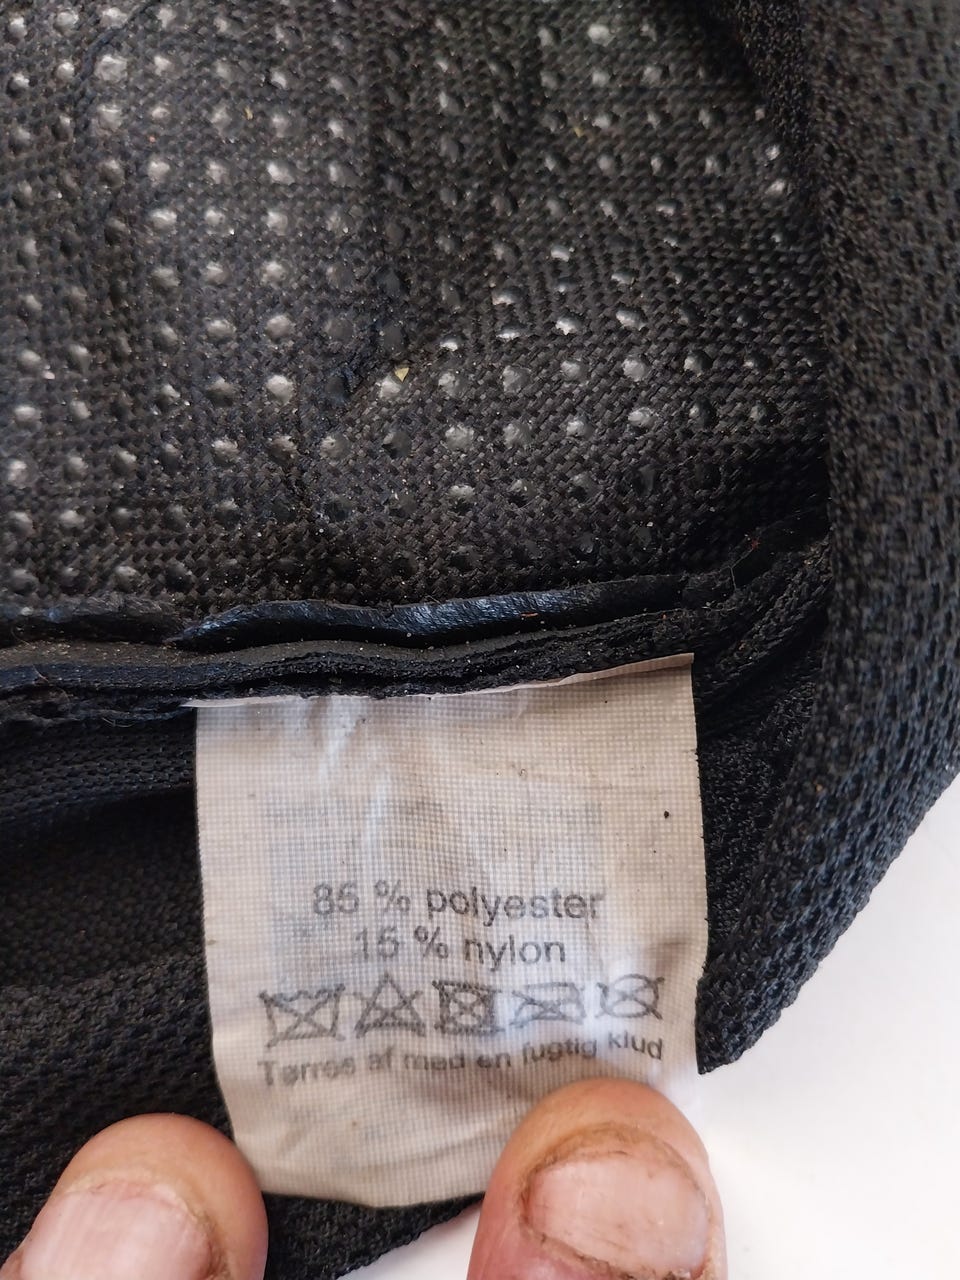 85 % polyester
15 % nylon
Tørres af med en fugtig klud